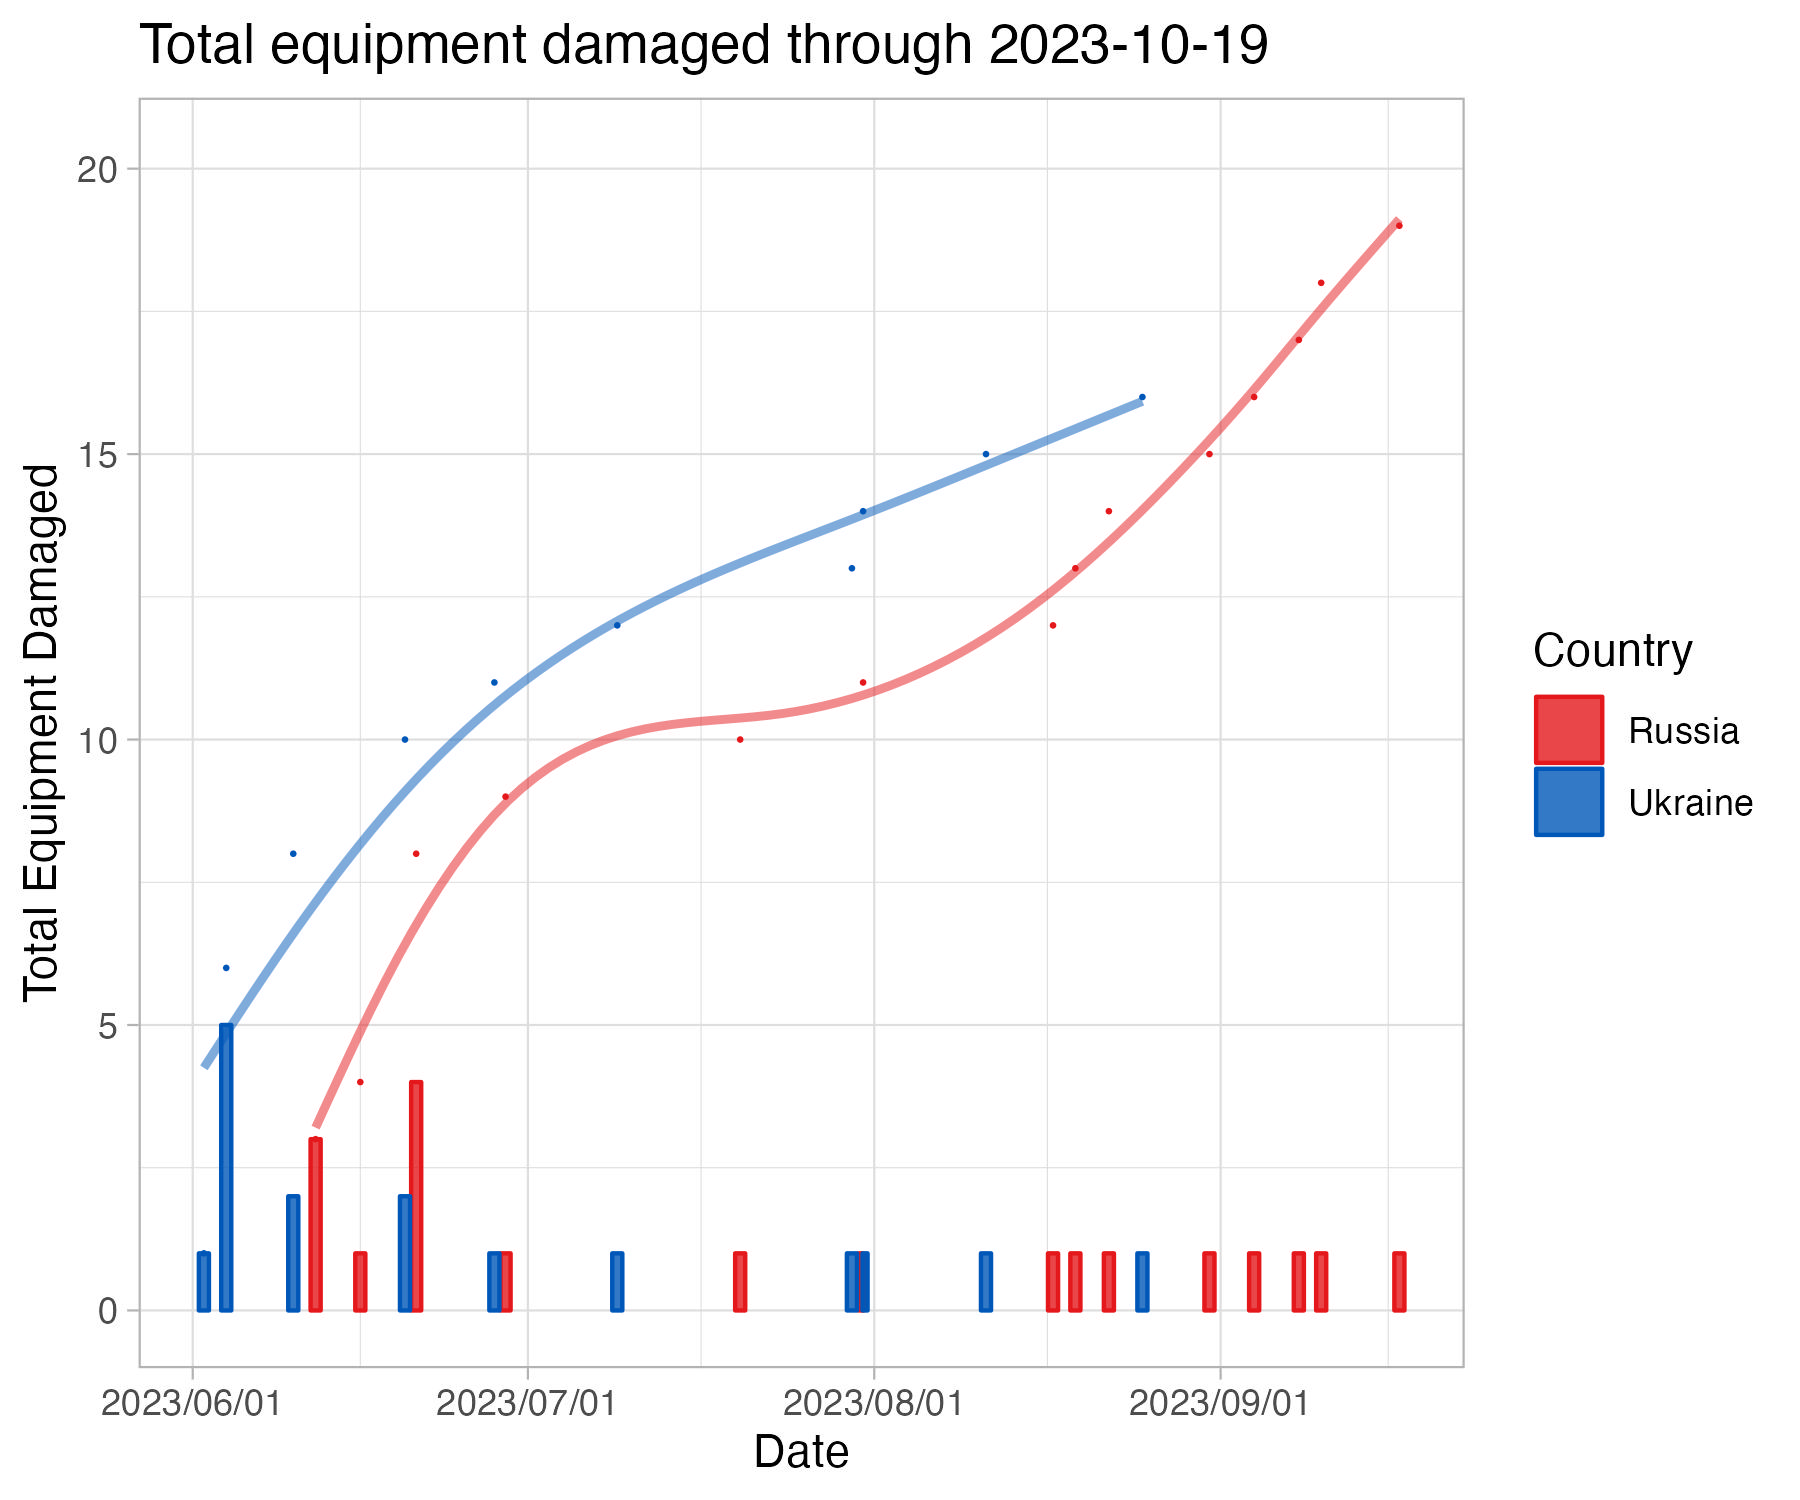 Total equipment damaged through 2023-10-19
Total Equipment Damaged
20
15
10
5
0
2023/06/01
2023/07/01
2023/08/01
2023/09/01
Date
Country
Russia
Ukraine